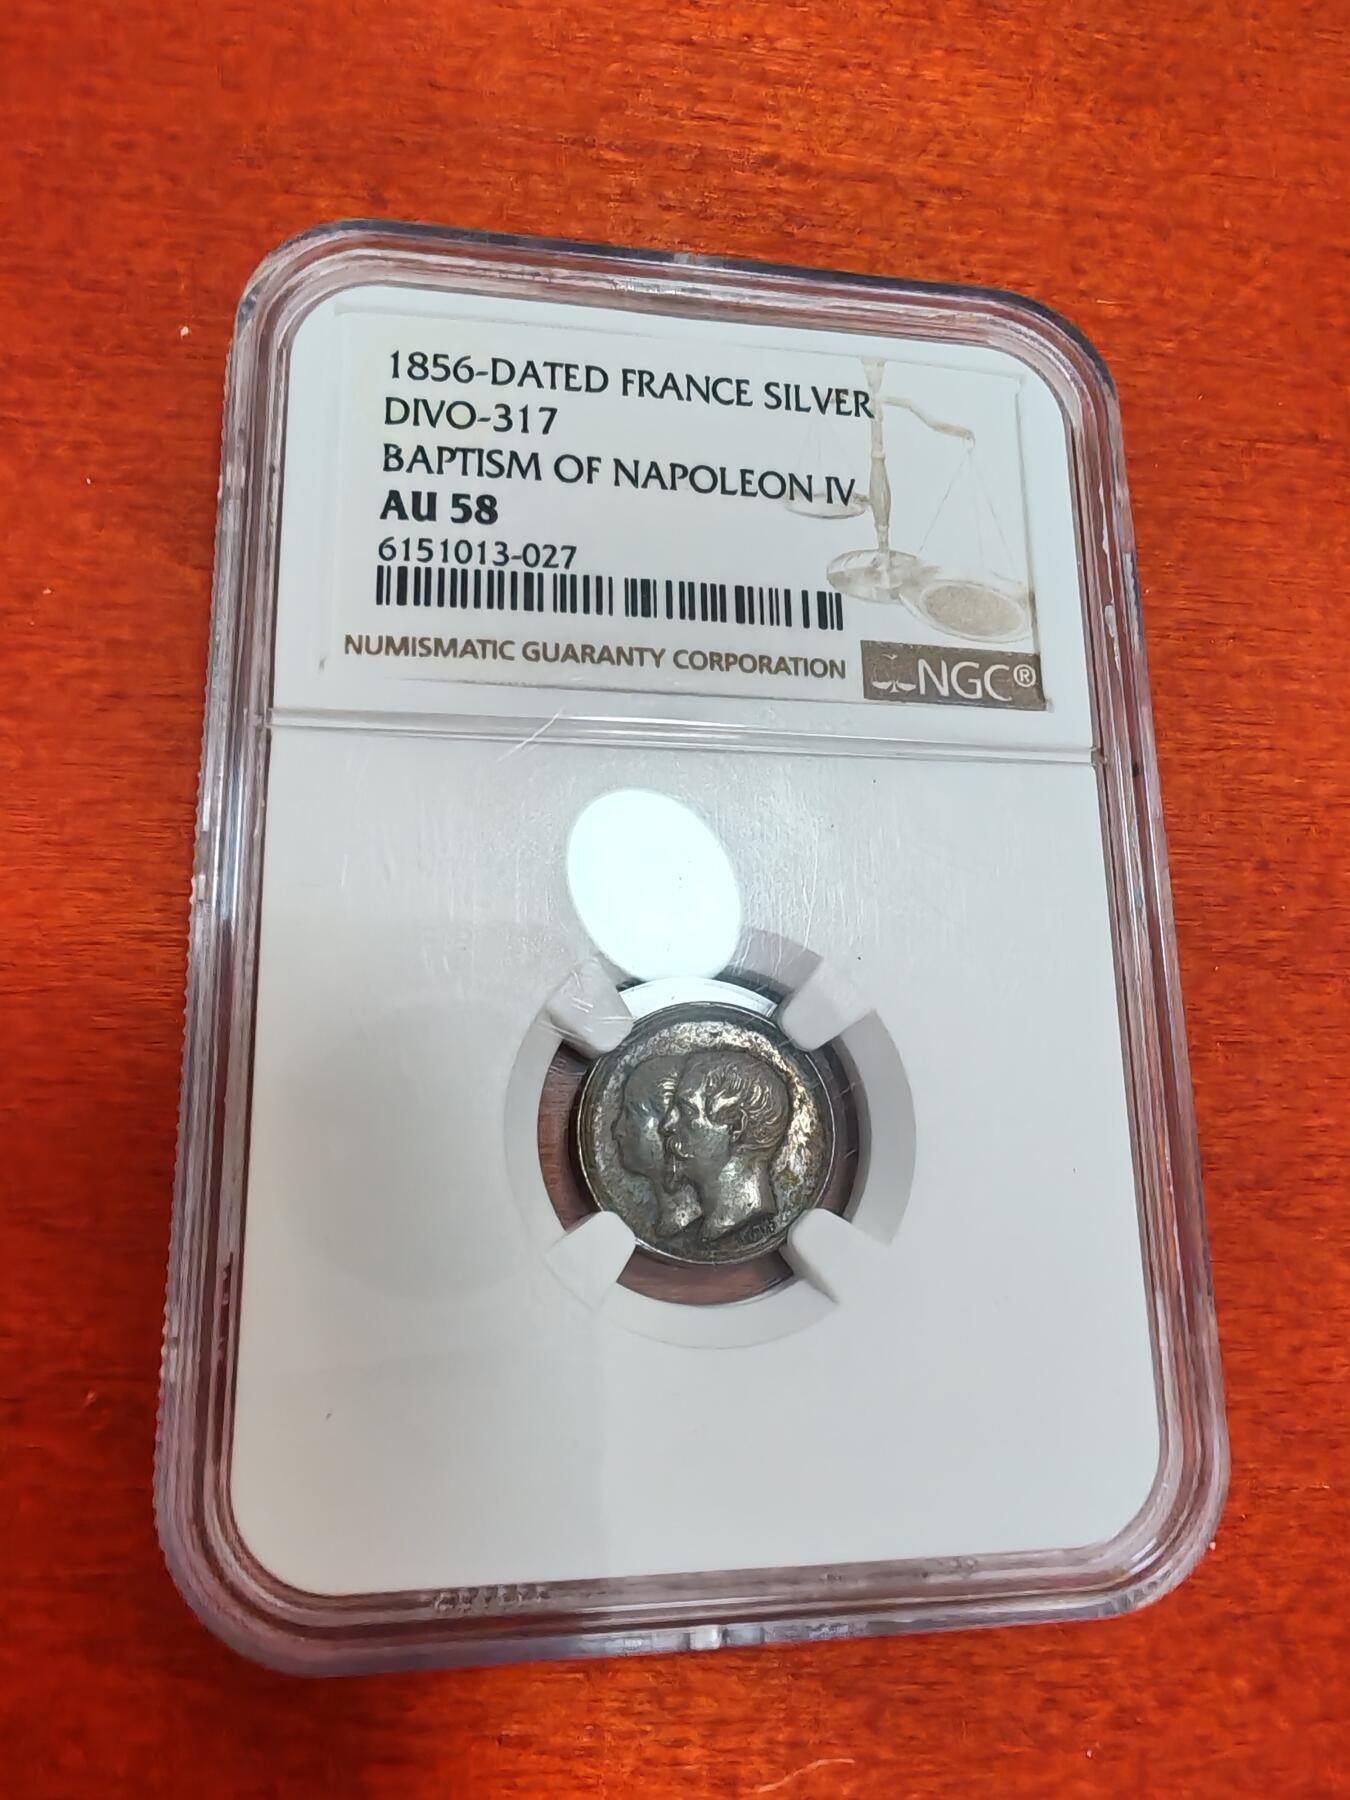 1856-DATED FRANCE SILVER
DIVO-317
BAPTISM OF NAPOLEON IV
AU 58
6151013-027
NUMISMATIC GUARANTY CORPORATION
NGC®